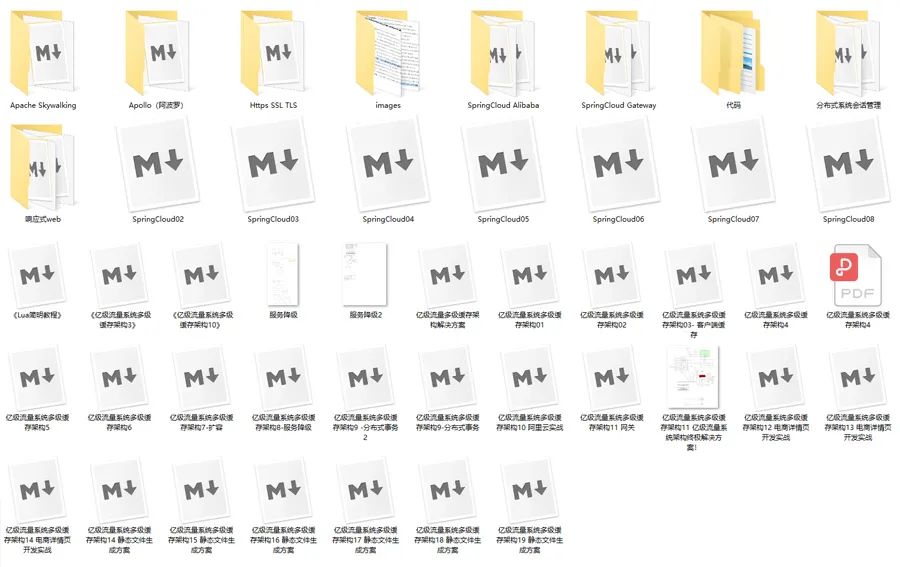 Apache Skywalking
Apollo（阿波罗）
Https SSL TLS
images
SpringCloud Alibaba
SpringCloud Gateway
代码
分布式系统会话管理
响应式web
SpringCloud02
SpringCloud03
SpringCloud04
SpringCloud05
SpringCloud06
SpringCloud07
SpringCloud08
《Lua简明教程》
《亿级流量系统多级
缓存架构3》
《亿级流量系统多级
缓存架构10》
服务降级
服务降级2
亿级流量多级缓存架
构解决方案
亿级流量系统多级缓
存架构01
亿级流量系统多级缓
存架构02
亿级流量系统多级缓
存架构03- 客户端缓
存
亿级流量系统多级缓
存架构4
PDF
亿级流量系统多级缓
存架构4
亿级流量系统多级缓
存架构5
亿级流量系统多级缓
存架构6
亿级流量系统多级缓
存架构7-扩容
亿级流量系统多级缓
存架构8-服务降级
亿级流量系统多级缓
存架构9 -分布式事务
2
亿级流量系统多级缓
存架构9-分布式事务
亿级流量系统多级缓
存架构10 阿里云实战
亿级流量系统多级缓
存架构11 网关
亿级流量系统多级缓
存架构11 亿级流量系
统架构终极解决方
案！
亿级流量系统多级缓
存架构12 电商详情页
开发实战
亿级流量系统多级缓
存架构13 电商详情页
开发实战
亿级流量系统多级缓
存架构14 电商详情页
开发实战
亿级流量系统多级缓
存架构14 静态文件生
成方案
亿级流量系统多级缓
存架构15 静态文件生
成方案
亿级流量系统多级缓
存架构16 静态文件生
成方案
亿级流量系统多级缓
存架构17 静态文件生
成方案
亿级流量系统多级缓
存架构18 静态文件生
成方案
亿级流量系统多级缓
存架构19 静态文件生
成方案